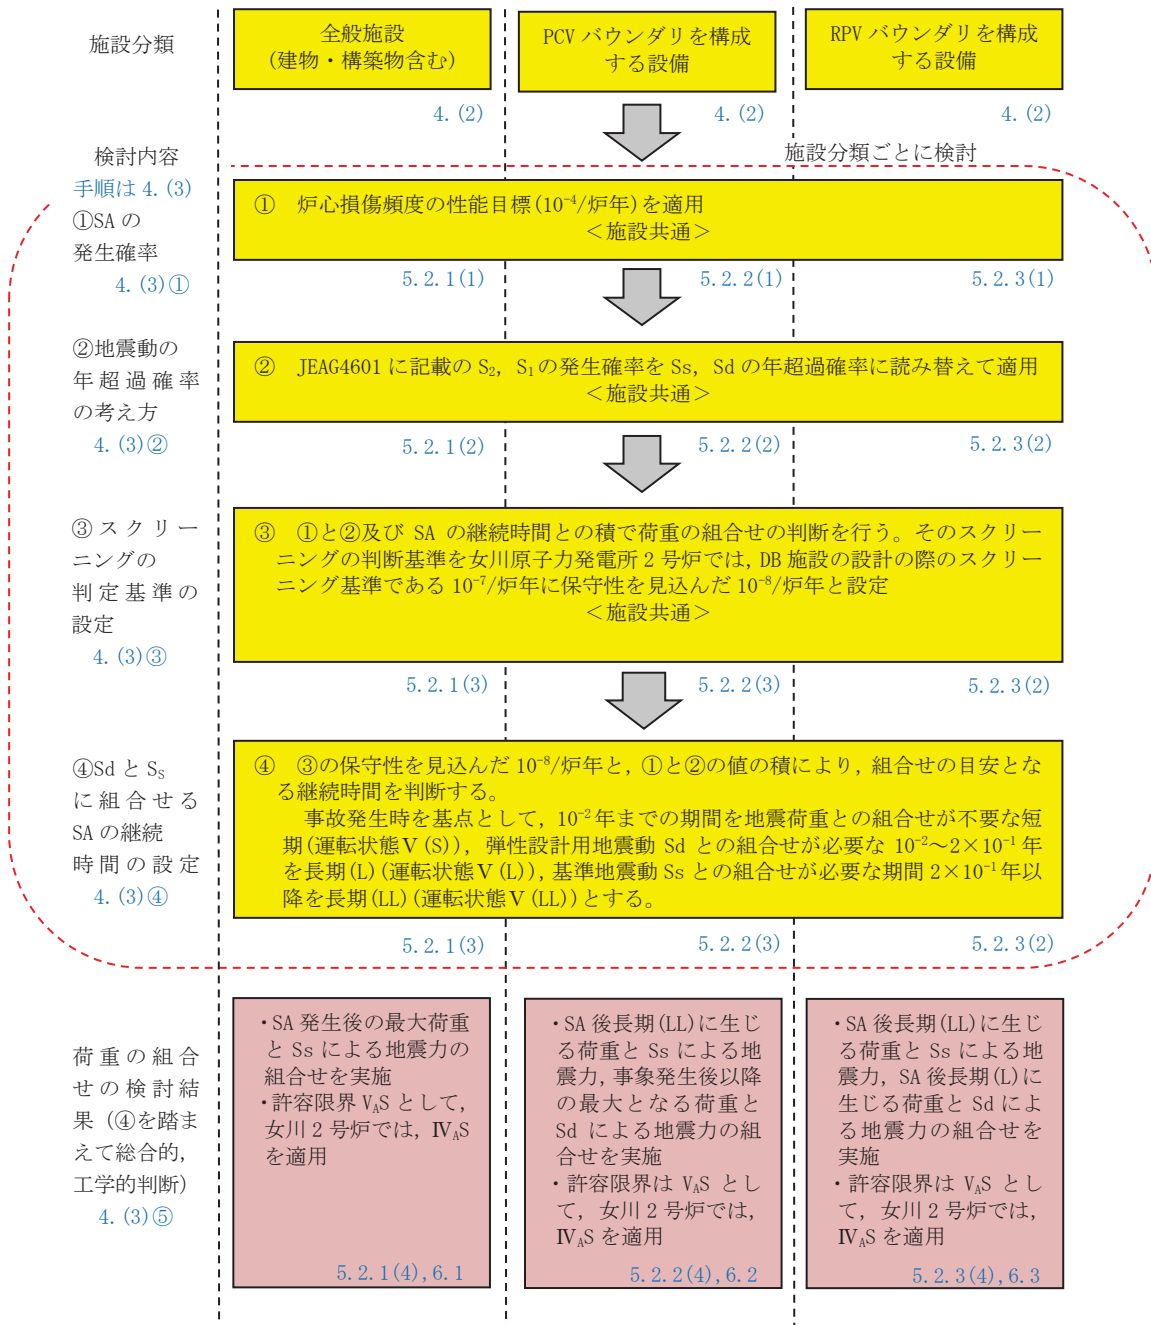 施設分類
全般施設
(建物・構築物含む)
PCV バウンダリを構成
する設備
RPV バウンダリを構成
する設備
4. (2)
4. (2)
4. (2)
施設分類ごとに検討
検討内容
手順は 4. (3)
①SA の
発生確率
4. (3)①
① 炉心損傷頻度の性能目標(10⁻⁴/炉年)を適用
＜施設共通＞
5.2.1(1)
5.2.2(1)
5.2.3(1)
②地震動の
年超過確率
の考え方
4. (3)②
② JEAG4601 に記載の S₂, S₁の発生確率を Ss, Sd の年超過確率に読み替えて適用
＜施設共通＞
5.2.1(2)
5.2.2(2)
5.2.3(2)
③スクリー
ニングの
判定基準の
設定
4. (3)③
③ ①と②及び SA の継続時間との積で荷重の組合せの判断を行う。そのスクリー
ニングの判断基準を女川原子力発電所 2 号炉では, DB 施設の設計の際のスクリー
ニング基準である 10⁻⁷/炉年に保守性を見込んだ 10⁻⁸/炉年と設定
＜施設共通＞
5.2.1(3)
5.2.2(3)
5.2.3(2)
④Sd と Sₛ
に組合せる
SA の継続
時間の設定
4. (3)④
④ ③の保守性を見込んだ 10⁻⁸/炉年と, ①と②の値の積により, 組合せの目安とな
る継続時間を判断する。
事故発生時を基点として, 10⁻² 年までの期間を地震荷重との組合せが不要な短
期(運転状態Ⅴ(S)), 弾性設計用地震動 Sd との組合せが必要な 10⁻²～2×10⁻¹ 年
を長期(L)(運転状態Ⅴ(L)), 基準地震動 Ss との組合せが必要な期間 2×10⁻¹ 年以
降を長期(LL)(運転状態Ⅴ(LL))とする。
5.2.1(3)
5.2.2(3)
5.2.3(2)
荷重の組合
せの検討結
果 (④を踏ま
えて総合的,
工学的判断)
4. (3)⑤
・SA 発生後の最大荷重
と Ss による地震力の
組合せを実施
・許容限界 V_AS として,
女川 2 号炉では, Ⅳ_AS
を適用
5.2.1(4), 6.1
・SA 後長期(LL)に生じ
る荷重と Ss による地
震力, 事象発生後以降
の最大となる荷重と
Sd による地震力の組
合せを実施
・許容限界は V_AS とし
て, 女川 2 号炉では,
Ⅳ_AS を適用
5.2.2(4), 6.2
・SA 後長期(LL)に生じ
る荷重と Ss による地
震力, SA 後長期(L)に
生じる荷重と Sd によ
る地震力の組合せを
実施
・許容限界は V_AS とし
て, 女川 2 号炉では,
Ⅳ_AS を適用
5.2.3(4), 6.3